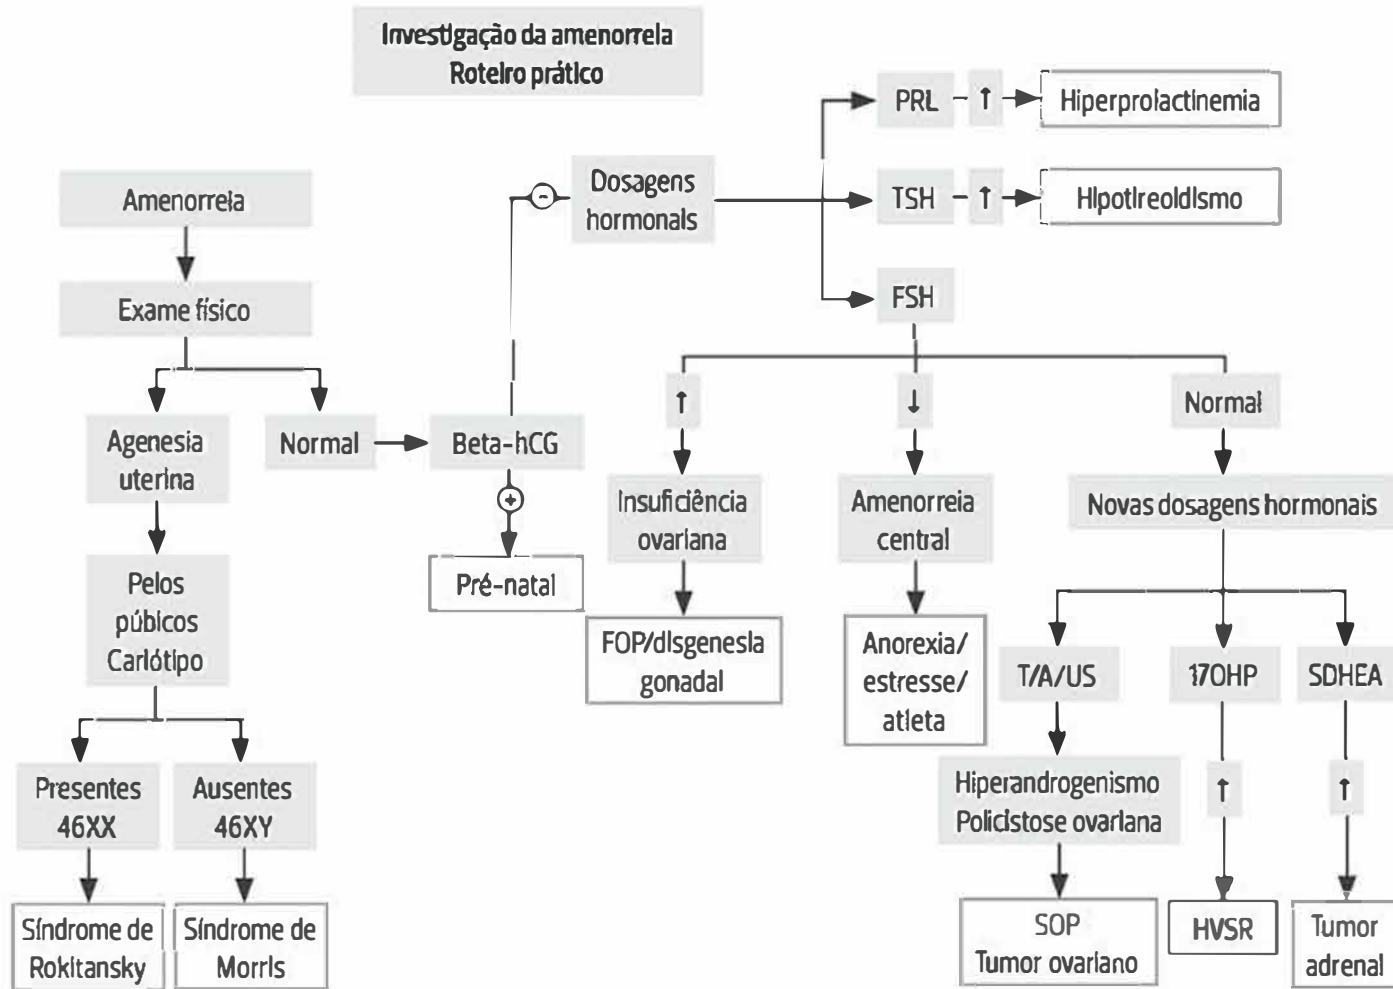 Investigação da amenorreia
Roteiro prático
Amenorreia
Exame físico
Agenesia
uterina
Normal
Pelos
púbicos
Cariótipo
Presentes
46XX
Ausentes
46XY
Síndrome de
Rokitansky
Síndrome de
Morris
Beta-hCG
+
Pré-natal
-
Dosagens
hormonais
PRL
↑
Hiperprolactinemia
TSH
↑
Hipotireoidismo
FSH
↑
Insuficiência
ovariana
FOP/disgenesia
gonadal
↓
Amenorreia
central
Anorexia/
estresse/
atleta
Normal
Novas dosagens hormonais
T/A/US
Hiperandrogenismo
Policistose ovariana
SOP
Tumor ovariano
17OHP
↑
HVSR
SDHEA
↑
Tumor
adrenal